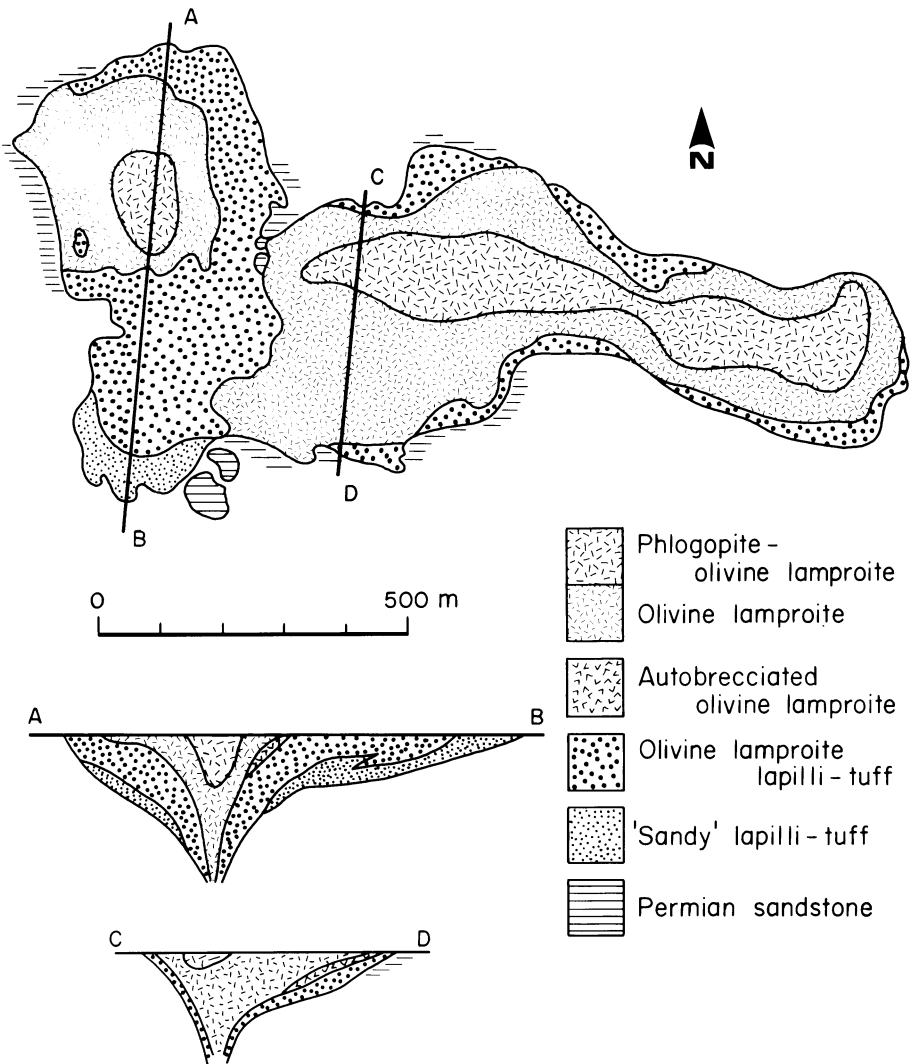 A
N
C
D
B
0 500 m
Phlogopite-
olivine lamproite
Olivine lamproite
Autobrecciated
olivine lamproite
Olivine lamproite
lapilli-tuff
'Sandy' lapilli-tuff
Permian sandstone
A B
C D